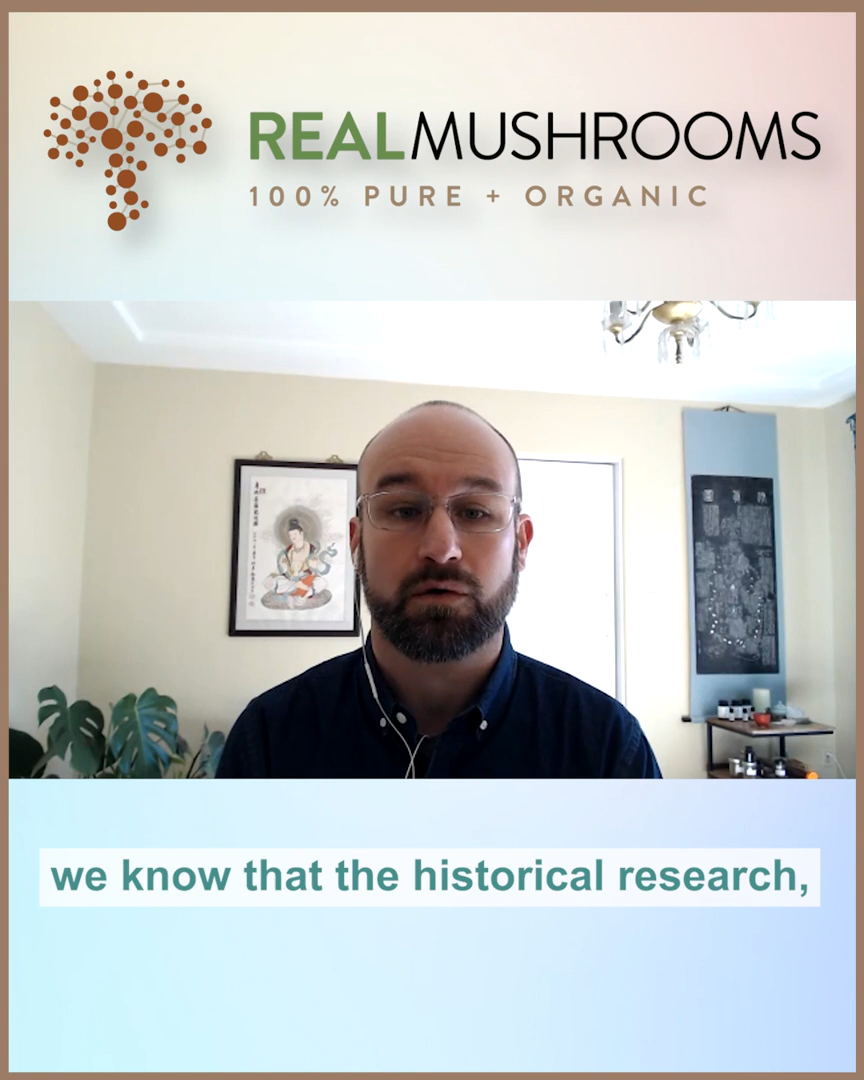 REALMUSHROOMS
100% PURE + ORGANIC
we know that the historical research,